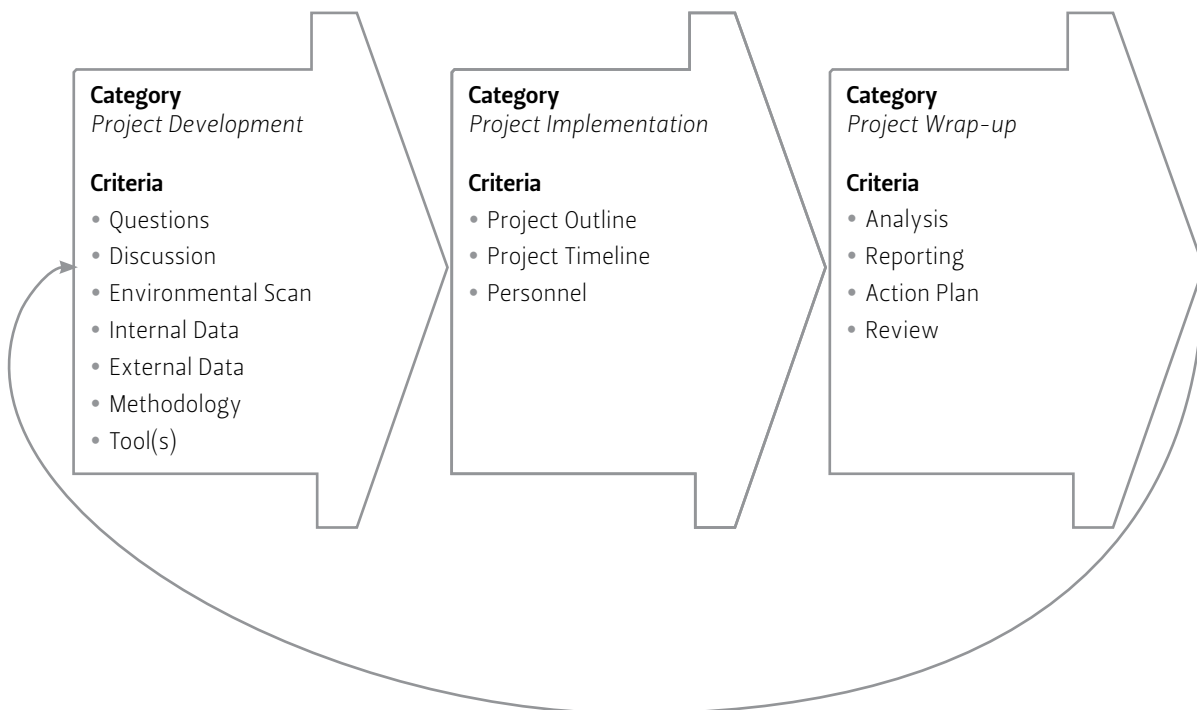 Category
Project Development
Criteria
• Questions
• Discussion
• Environmental Scan
• Internal Data
• External Data
• Methodology
• Tool(s)
Category
Project Implementation
Criteria
• Project Outline
• Project Timeline
• Personnel
Category
Project Wrap-up
Criteria
• Analysis
• Reporting
• Action Plan
• Review